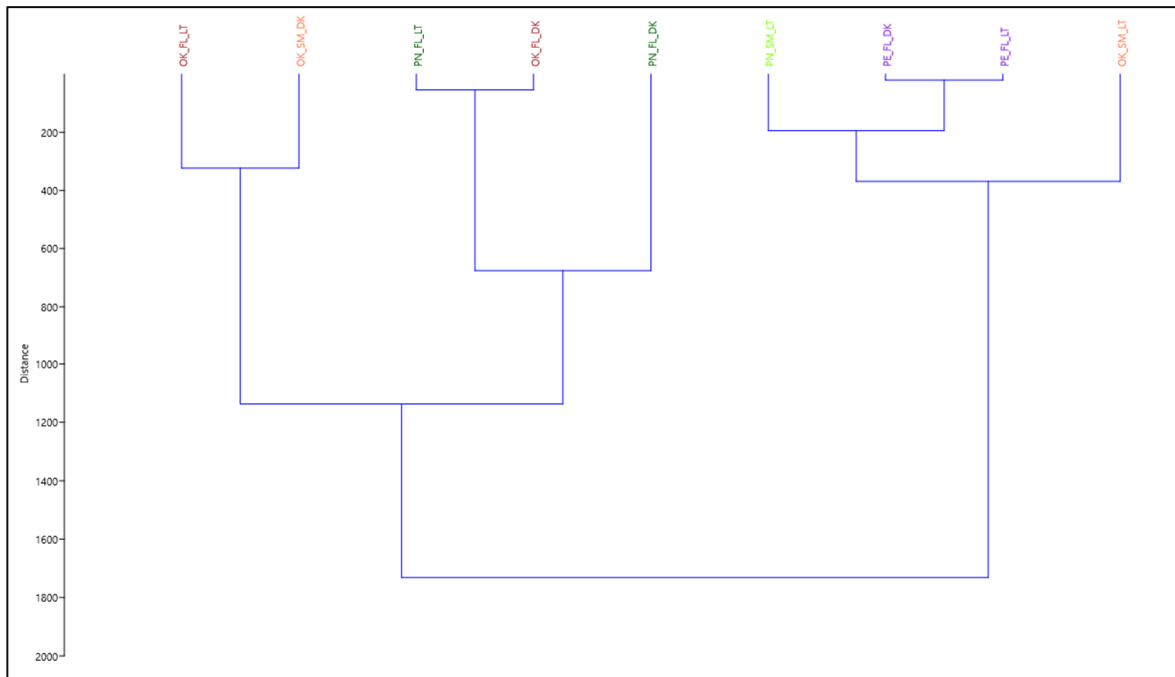 OK_FL_LT
OK_SM_DK
PN_FL_LT
OK_FL_DK
PN_FL_DK
PN_SM_LT
PE_FL_DK
PE_FL_LT
OK_SM_LT
200
400
600
800
1000
1200
1400
1600
1800
2000
Distance